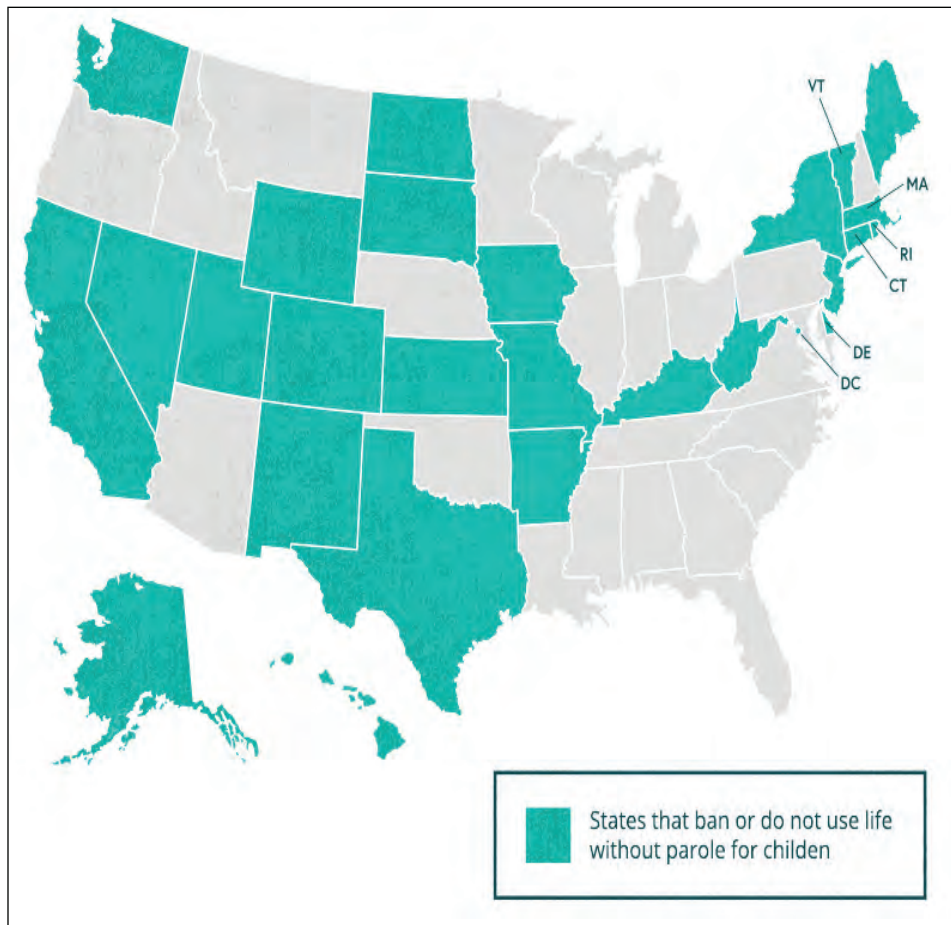 VT
MA
RI
CT
DE
DC
States that ban or do not use life
without parole for childen